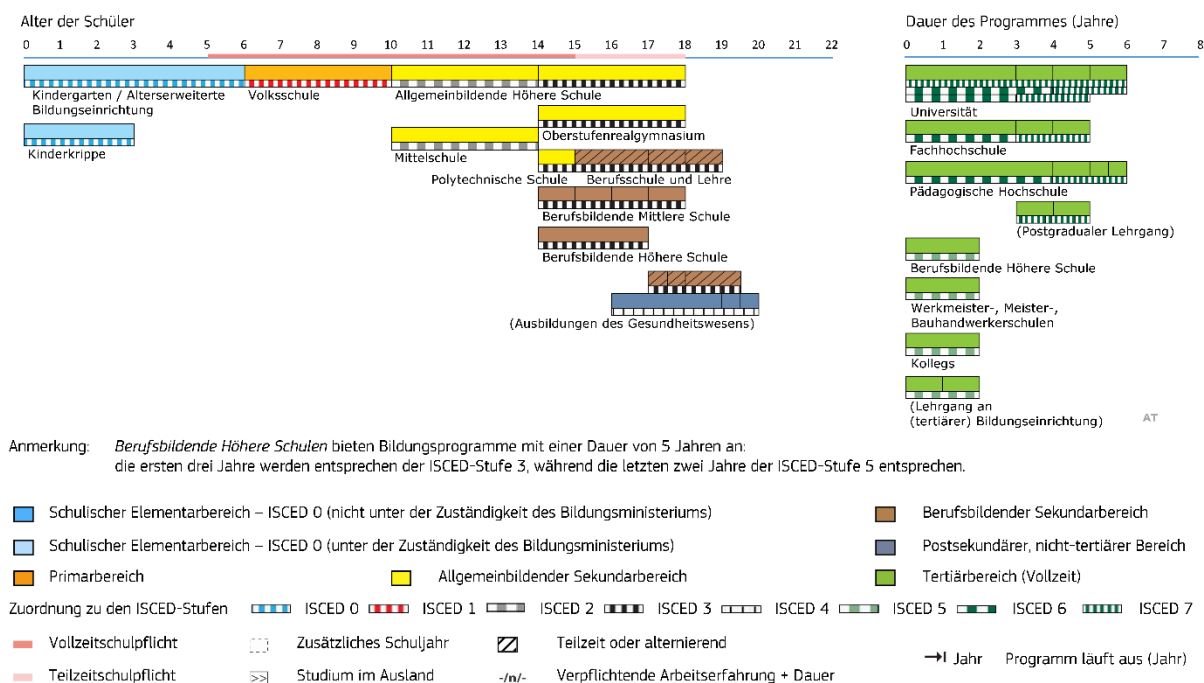 Alter der Schüler
0 1 2 3 4 5 6 7 8 9 10 11 12 13 14 15 16 17 18 19 20 21 22
Kindergarten / Alterserweiterte
Bildungseinrichtung
Volksschule
Allgemeinbildende Höhere Schule
Kinderkrippe
Oberstufenrealgymnasium
Mittelschule
Polytechnische Schule
Berufsschule und Lehre
Berufsbildende Mittlere Schule
Berufsbildende Höhere Schule
(Ausbildungen des Gesundheitswesens)
Dauer des Programmes (Jahre)
0 1 2 3 4 5 6 7 8
Universität
Fachhochschule
Pädagogische Hochschule
(Postgradualer Lehrgang)
Berufsbildende Höhere Schule
Werkmeister-, Meister-,
Bauhandwerkerschulen
Kollegs
(Lehrgang an
(tertiärer) Bildungseinrichtung)
AT
Anmerkung: Berufsbildende Höhere Schulen bieten Bildungsprogramme mit einer Dauer von 5 Jahren an:
die ersten drei Jahre werden entsprechen der ISCED-Stufe 3, während die letzten zwei Jahre der ISCED-Stufe 5 entsprechen.
Schulischer Elementarbereich – ISCED 0 (nicht unter der Zuständigkeit des Bildungsministeriums)
Berufsbildender Sekundarbereich
Schulischer Elementarbereich – ISCED 0 (unter der Zuständigkeit des Bildungsministeriums)
Postsekundärer, nicht-tertiärer Bereich
Primarbereich
Allgemeinbildender Sekundarbereich
Tertiärbereich (Vollzeit)
Zuordnung zu den ISCED-Stufen ISCED 0 ISCED 1 ISCED 2 ISCED 3 ISCED 4 ISCED 5 ISCED 6 ISCED 7
Vollzeitschulpflicht
Zusätzliches Schuljahr
Teilzeit oder alternierend
Jahr Programm läuft aus (Jahr)
Teilzeitschulpflicht
>> Studium im Ausland
-/n/- Verpflichtende Arbeitserfahrung + Dauer